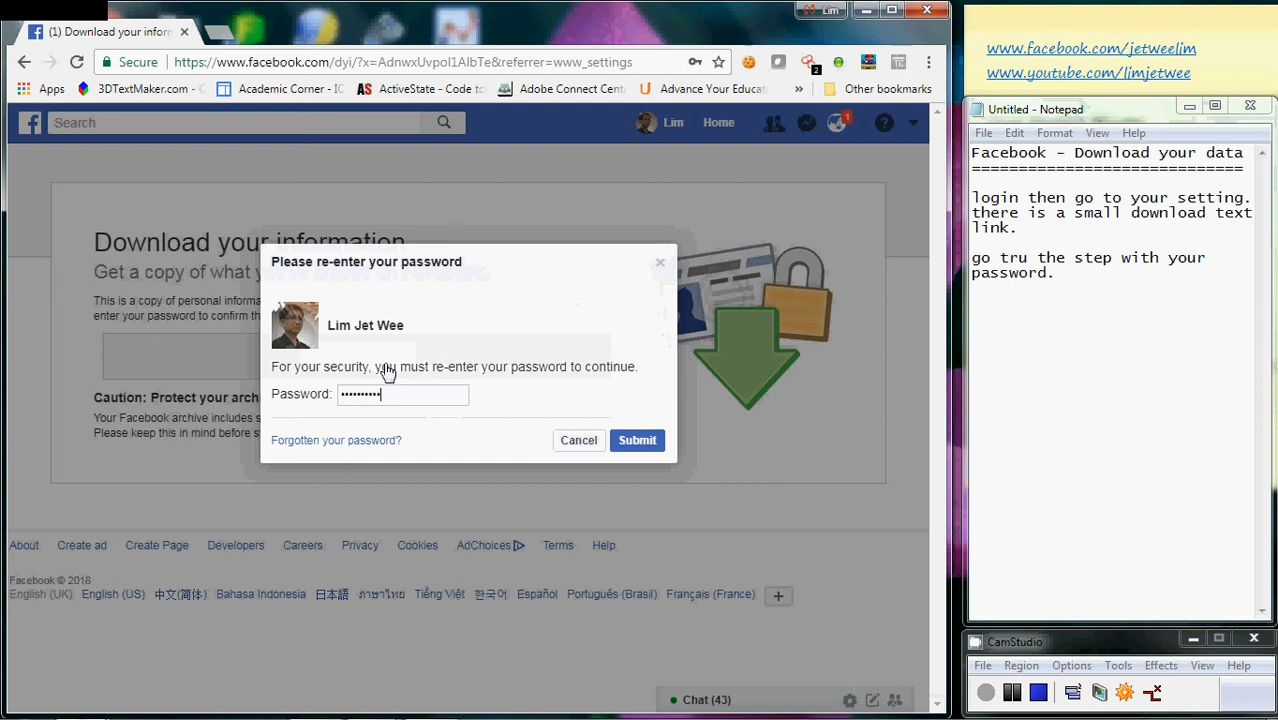 Lim
(1) Download your inforn
Secure
https://www.facebook.com/dyi/?x=AdnwxUvpol1AlbTe&referrer=www_settings
2
TC
Apps
3DTextMaker.com -
Academic Corner - IC
ActiveState - Code to
Adobe Connect Cent
Advance Your Educat
»
Other bookmarks
Search
Lim
Home
1
Download your information
Get a copy of what
This is a copy of personal informa
enter your password to confirm th
Caution: Protect your arch
Your Facebook archive includes s
Please keep this in mind before s
Please re-enter your password
Lim Jet Wee
For your security, you must re-enter your password to continue.
Password: ••••••••••
Forgotten your password?
Cancel
Submit
About
Create ad
Create Page
Developers
Careers
Privacy
Cookies
AdChoices
Terms
Help
Facebook © 2018
English (UK)
English (US)
中文(简体)
Bahasa Indonesia
日本語
ภาษาไทย
Tiếng Việt
한국어
Español
Português (Brasil)
Français (France)
Chat (43)
www.facebook.com/jetweelim
www.youtube.com/limjetwee
Untitled - Notepad
File Edit Format View Help
Facebook - Download your data
=============================
login then go to your setting.
there is a small download text
link.
go tru the step with your
password.
CamStudio
File Region Options Tools Effects View Help